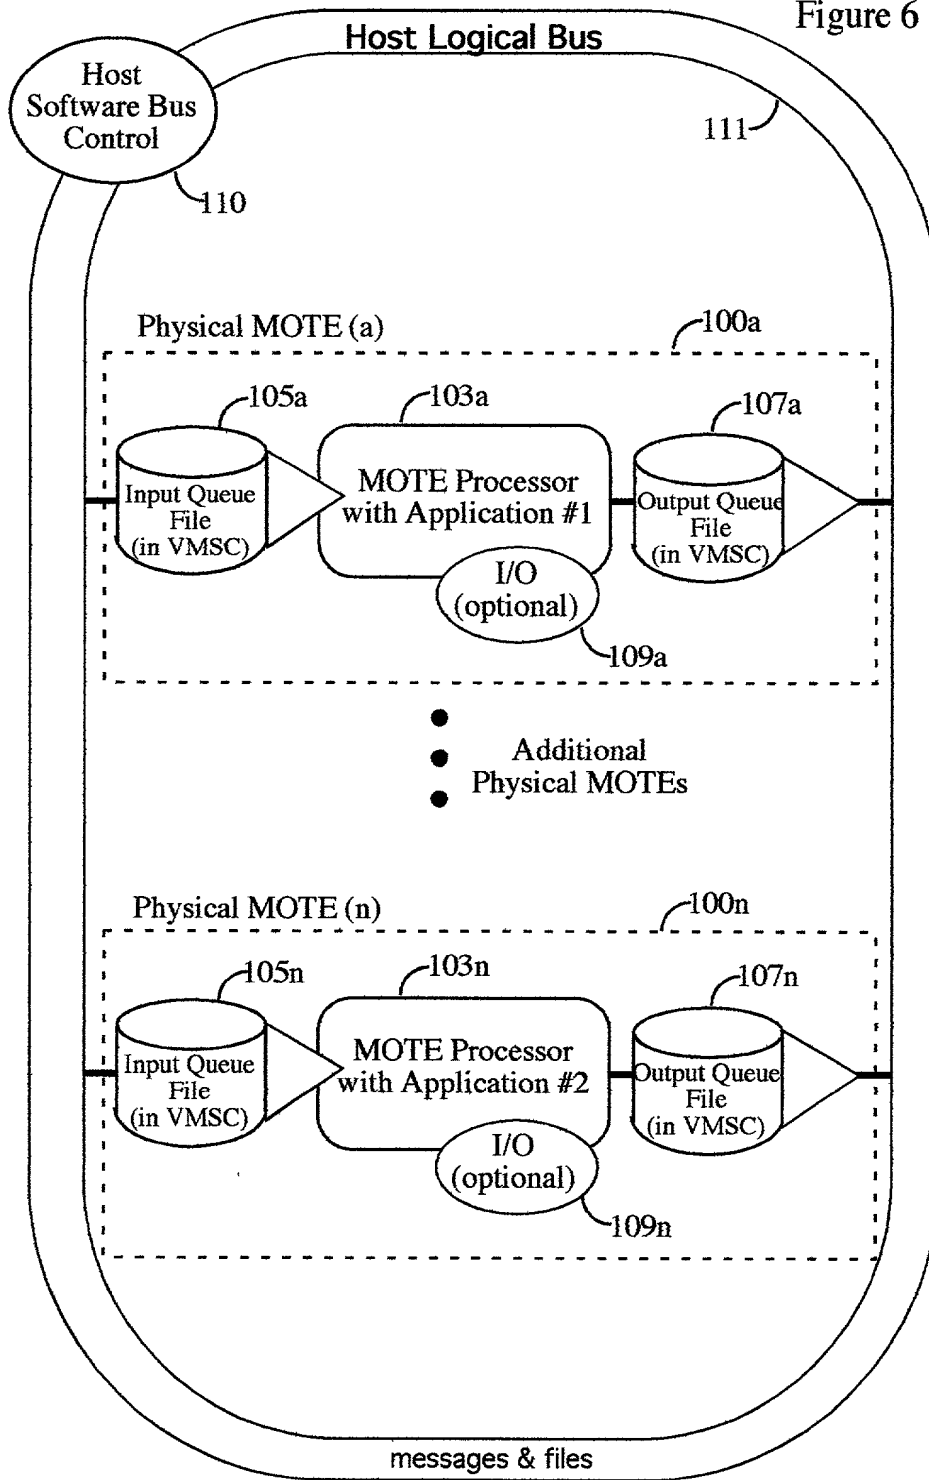 Figure 6
Host Logical Bus
Host
Software Bus
Control
111
110
Physical MOTE (a)
100a
105a
103a
107a
Input Queue
File
(in VMSC)
MOTE Processor
with Application #1
Output Queue
File
(in VMSC)
I/O
(optional)
109a
Additional
Physical MOTEs
Physical MOTE (n)
100n
105n
103n
107n
Input Queue
File
(in VMSC)
MOTE Processor
with Application #2
Output Queue
File
(in VMSC)
I/O
(optional)
109n
messages & files